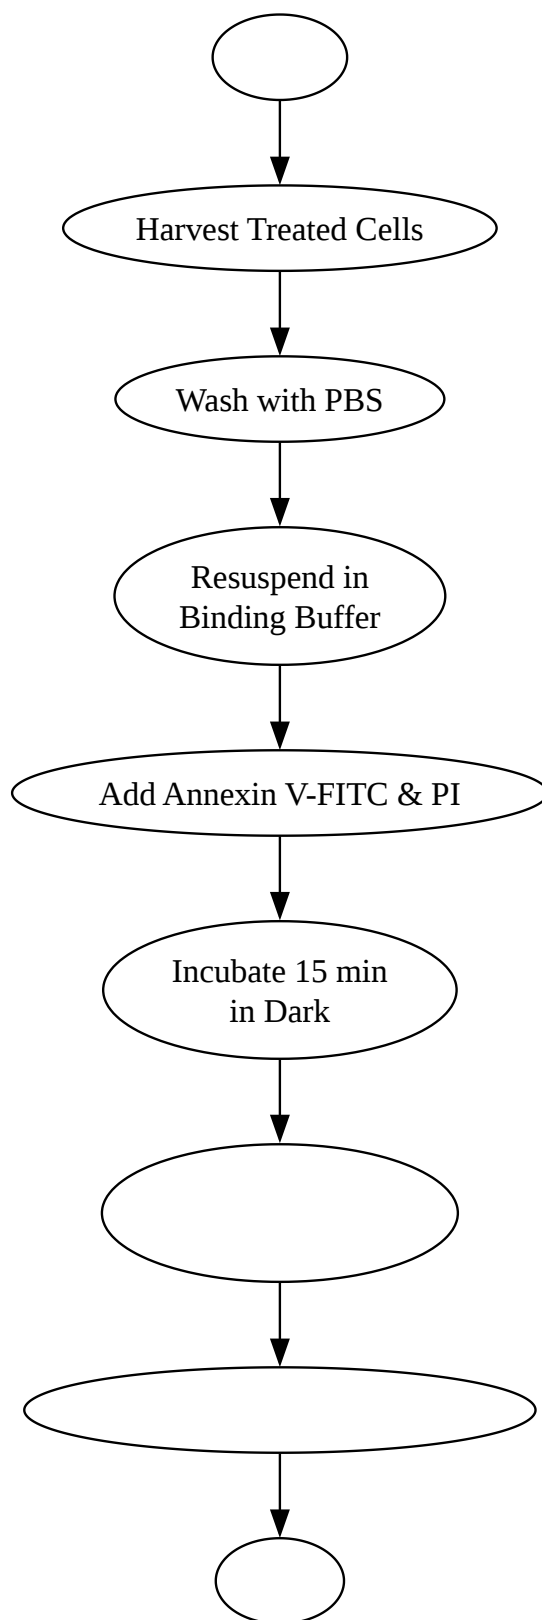 Harvest Treated Cells
Wash with PBS
Resuspend in
Binding Buffer
Add Annexin V-FITC & PI
Incubate 15 min
in Dark